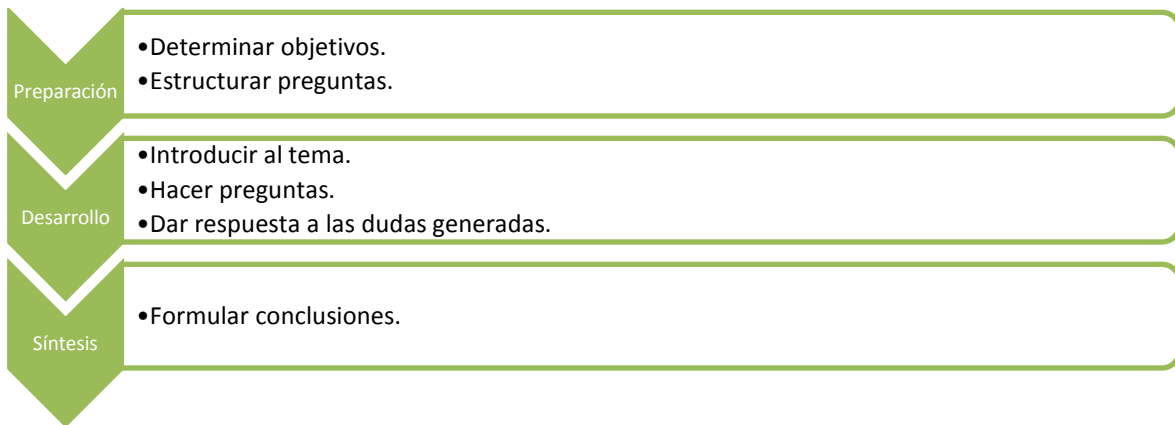 Preparación
•Determinar objetivos.
•Estructurar preguntas.
Desarrollo
•Introducir al tema.
•Hacer preguntas.
•Dar respuesta a las dudas generadas.
Síntesis
•Formular conclusiones.